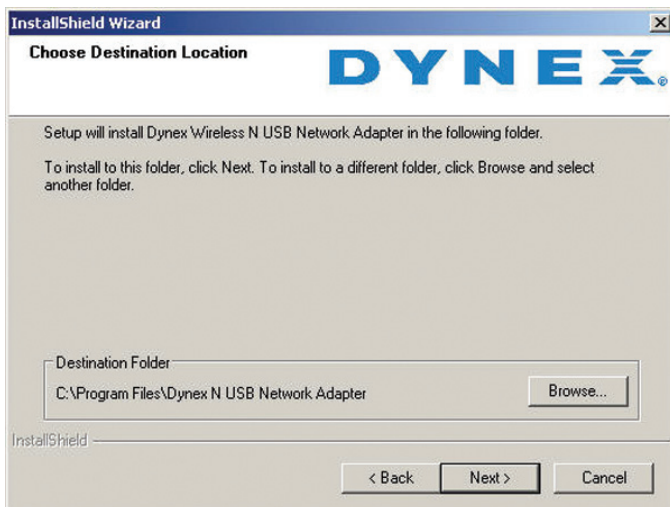 InstallShield Wizard
Choose Destination Location
DYNEX®
Setup will install Dynex Wireless N USB Network Adapter in the following folder.
To install to this folder, click Next. To install to a different folder, click Browse and select
another folder.
Destination Folder
C:\Program Files\Dynex N USB Network Adapter
Browse...
InstallShield
< Back
Next >
Cancel